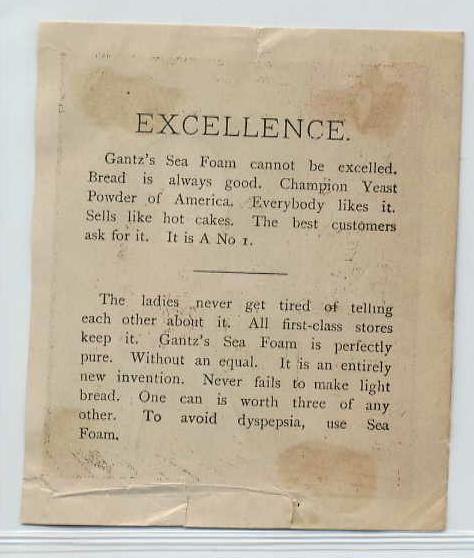 EXCELLENCE.
Gantz's Sea Foam cannot be excelled.
Bread is always good. Champion Yeast
Powder of America. Everybody likes it.
Sells like hot cakes. The best customers
ask for it. It is A No 1.
The ladies never get tired of telling
each other about it. All first-class stores
keep it. Gantz's Sea Foam is perfectly
pure. Without an equal. It is an entirely
new invention. Never fails to make light
bread. One can is worth three of any
other. To avoid dyspepsia, use Sea
Foam.